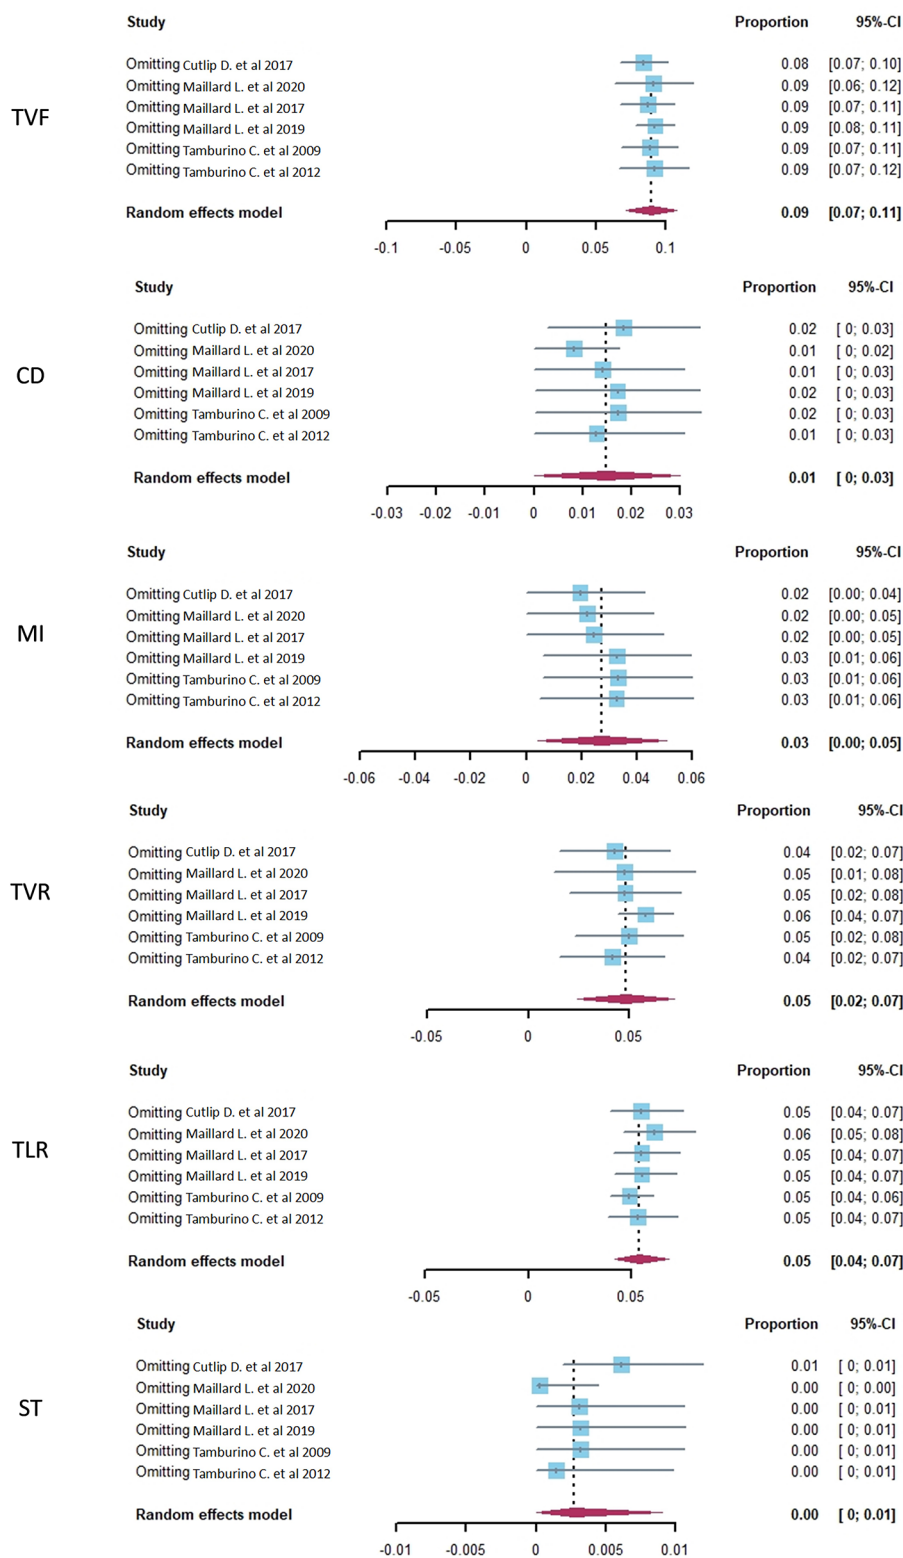 Study Proportion 95%-CI
Omitting Cutlip D. et al 2017 0.08 [0.07; 0.10]
Omitting Maillard L. et al 2020 0.09 [0.06; 0.12]
TVF Omitting Maillard L. et al 2017 0.09 [0.07; 0.11]
Omitting Maillard L. et al 2019 0.09 [0.08; 0.11]
Omitting Tamburino C. et al 2009 0.09 [0.07; 0.11]
Omitting Tamburino C. et al 2012 0.09 [0.07; 0.12]
Random effects model 0.09 [0.07; 0.11]
-0.1 -0.05 0 0.05 0.1
Study Proportion 95%-CI
Omitting Cutlip D. et al 2017 0.02 [ 0; 0.03]
Omitting Maillard L. et al 2020 0.01 [ 0; 0.02]
CD Omitting Maillard L. et al 2017 0.01 [ 0; 0.03]
Omitting Maillard L. et al 2019 0.02 [ 0; 0.03]
Omitting Tamburino C. et al 2009 0.02 [ 0; 0.03]
Omitting Tamburino C. et al 2012 0.01 [ 0; 0.03]
Random effects model 0.01 [ 0; 0.03]
-0.03 -0.02 -0.01 0 0.01 0.02 0.03
Study Proportion 95%-CI
Omitting Cutlip D. et al 2017 0.02 [0.00; 0.04]
Omitting Maillard L. et al 2020 0.02 [0.00; 0.05]
MI Omitting Maillard L. et al 2017 0.02 [0.00; 0.05]
Omitting Maillard L. et al 2019 0.03 [0.01; 0.06]
Omitting Tamburino C. et al 2009 0.03 [0.01; 0.06]
Omitting Tamburino C. et al 2012 0.03 [0.01; 0.06]
Random effects model 0.03 [0.00; 0.05]
-0.06 -0.04 -0.02 0 0.02 0.04 0.06
Study Proportion 95%-CI
Omitting Cutlip D. et al 2017 0.04 [0.02; 0.07]
Omitting Maillard L. et al 2020 0.05 [0.01; 0.08]
TVR Omitting Maillard L. et al 2017 0.05 [0.02; 0.08]
Omitting Maillard L. et al 2019 0.06 [0.04; 0.07]
Omitting Tamburino C. et al 2009 0.05 [0.02; 0.08]
Omitting Tamburino C. et al 2012 0.04 [0.02; 0.07]
Random effects model 0.05 [0.02; 0.07]
-0.05 0 0.05
Study Proportion 95%-CI
Omitting Cutlip D. et al 2017 0.05 [0.04; 0.07]
Omitting Maillard L. et al 2020 0.06 [0.05; 0.08]
TLR Omitting Maillard L. et al 2017 0.05 [0.04; 0.07]
Omitting Maillard L. et al 2019 0.05 [0.04; 0.07]
Omitting Tamburino C. et al 2009 0.05 [0.04; 0.06]
Omitting Tamburino C. et al 2012 0.05 [0.04; 0.07]
Random effects model 0.05 [0.04; 0.07]
-0.05 0 0.05
Study Proportion 95%-CI
Omitting Cutlip D. et al 2017 0.01 [ 0; 0.01]
Omitting Maillard L. et al 2020 0.00 [ 0; 0.00]
ST Omitting Maillard L. et al 2017 0.00 [ 0; 0.01]
Omitting Maillard L. et al 2019 0.00 [ 0; 0.01]
Omitting Tamburino C. et al 2009 0.00 [ 0; 0.01]
Omitting Tamburino C. et al 2012 0.00 [ 0; 0.01]
Random effects model 0.00 [ 0; 0.01]
-0.01 -0.005 0 0.005 0.01